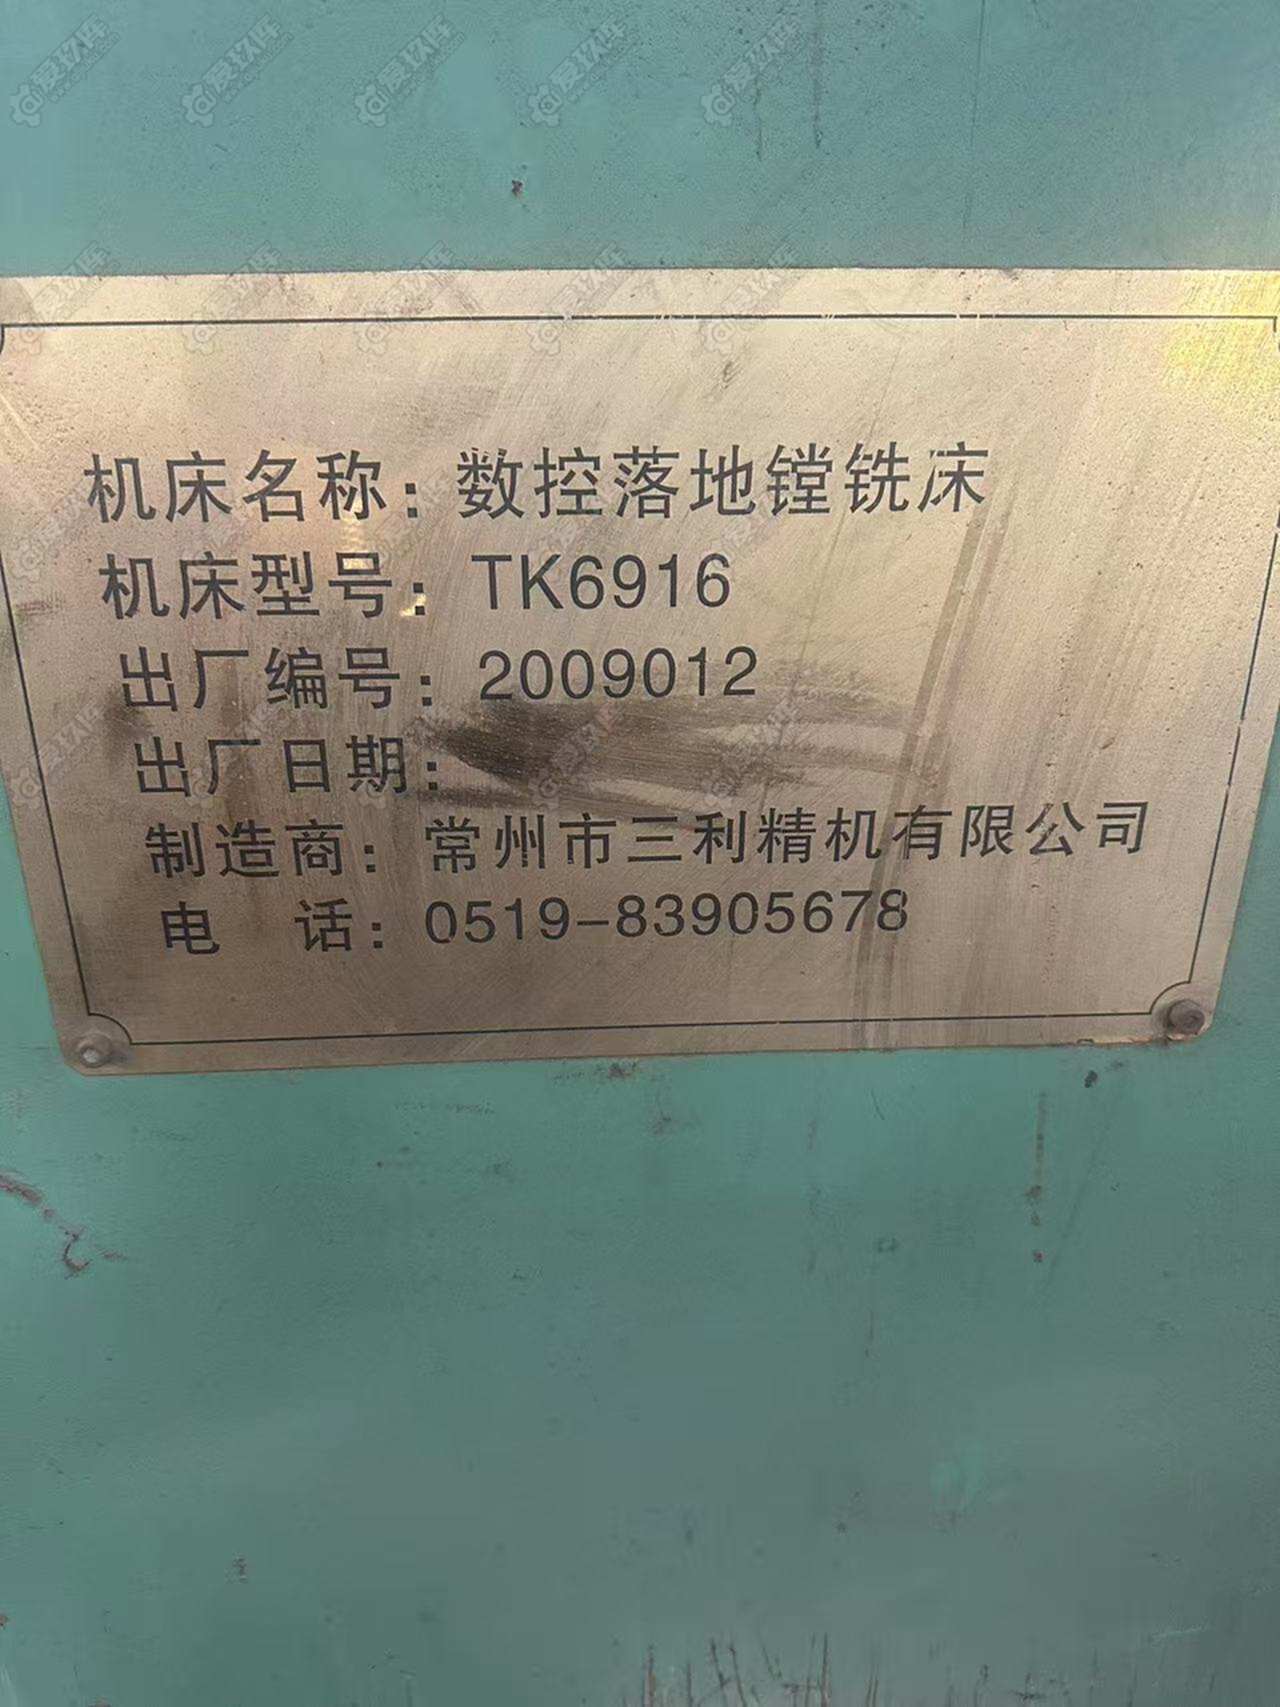 机床名称：数控落地镗铣床
机床型号：TK6916
出厂编号：2009012
出厂日期：
制造商：常州市三利精机有限公司
电 话：0519-83905678